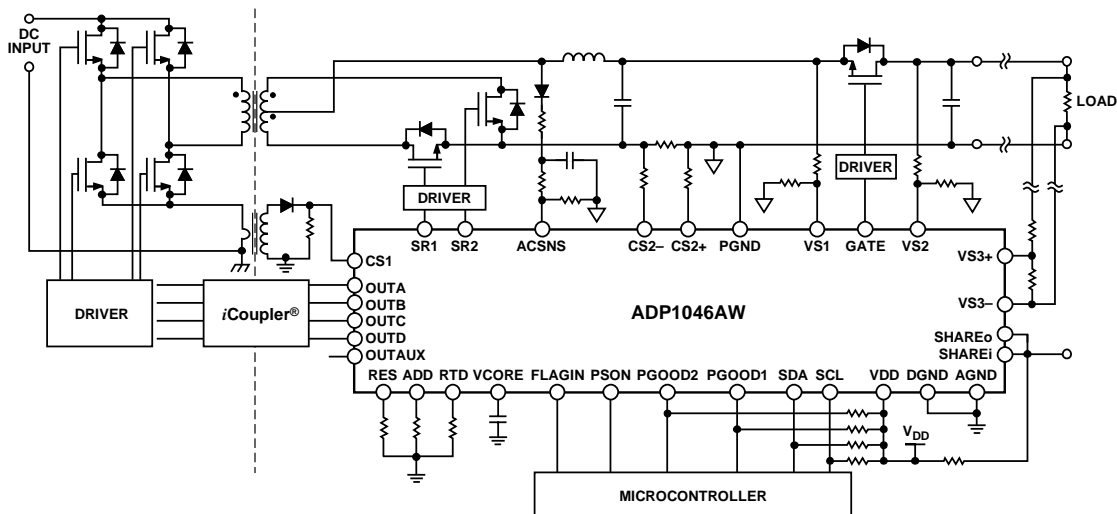 DC
INPUT
LOAD
DRIVER
DRIVER
SR1 SR2 ACSNS CS2– CS2+ PGND VS1 GATE VS2
CS1
VS3+
OUTA
OUTB
OUTC
OUTD
OUTAUX
DRIVER
iCoupler®
ADP1046AW
VS3–
SHAREo
SHAREi
RES ADD RTD VCORE FLAGIN PSON PGOOD2 PGOOD1 SDA SCL VDD DGND AGND
VDD
MICROCONTROLLER